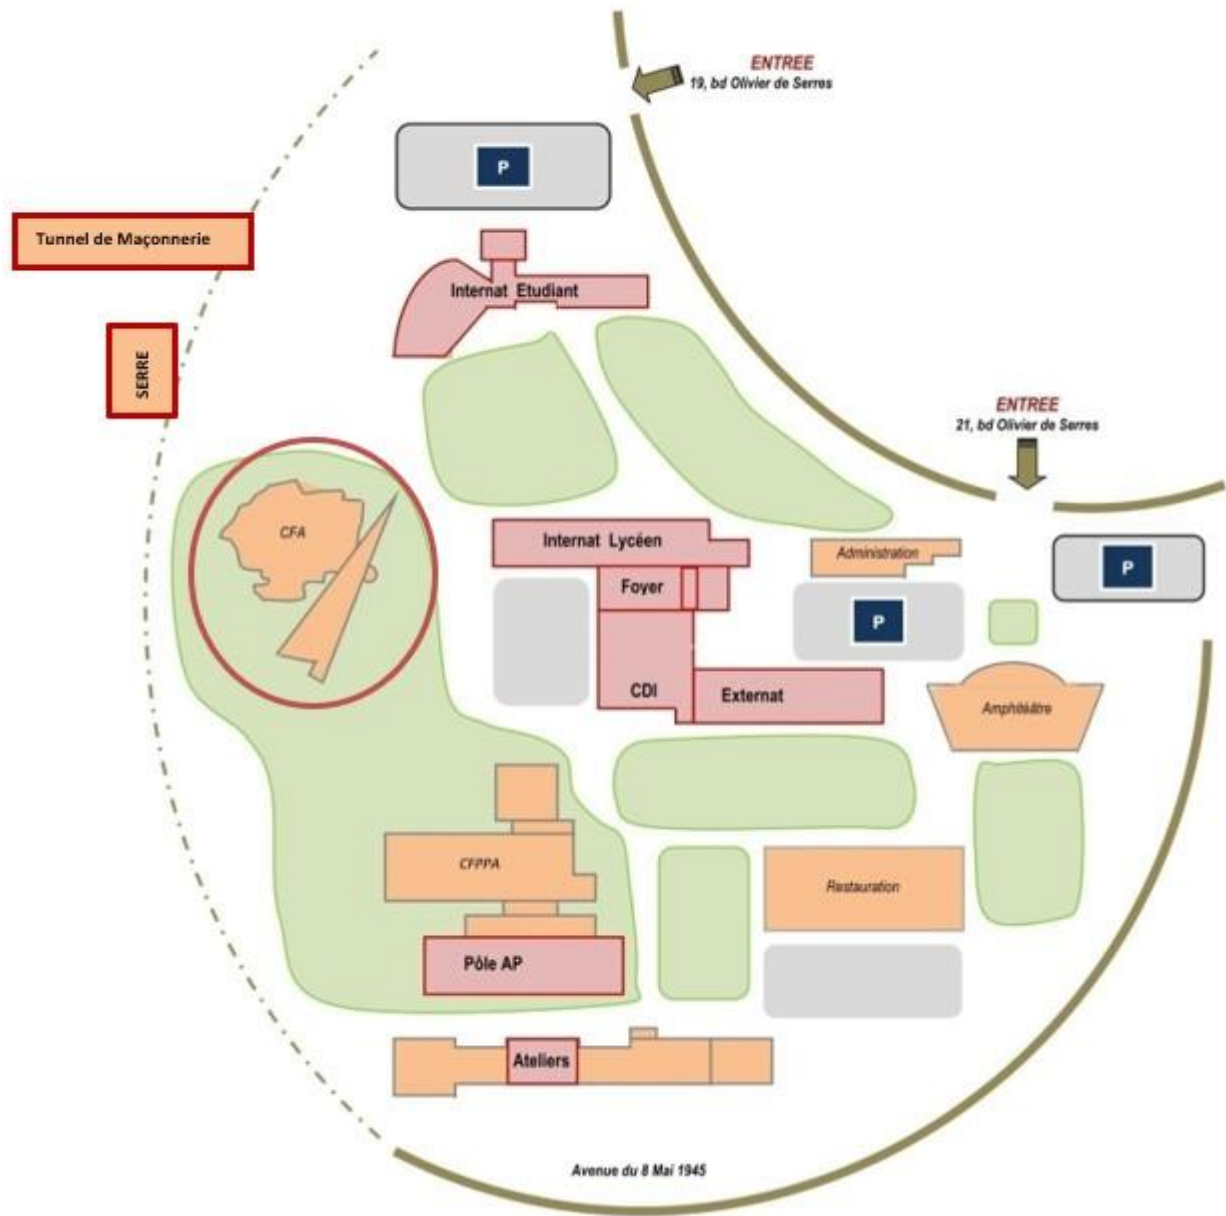 ENTREE
19, bd Olivier de Serres
P
Tunnel de Maçonnerie
Internat Etudiant
SERRE
ENTREE
21, bd Olivier de Serres
CFA
Internat Lycéen
Administration
Foyer
P
P
CDI
Externat
Amphitéâtre
CFPPA
Restauration
Pôle AP
Ateliers
Avenue du 8 Mai 1945